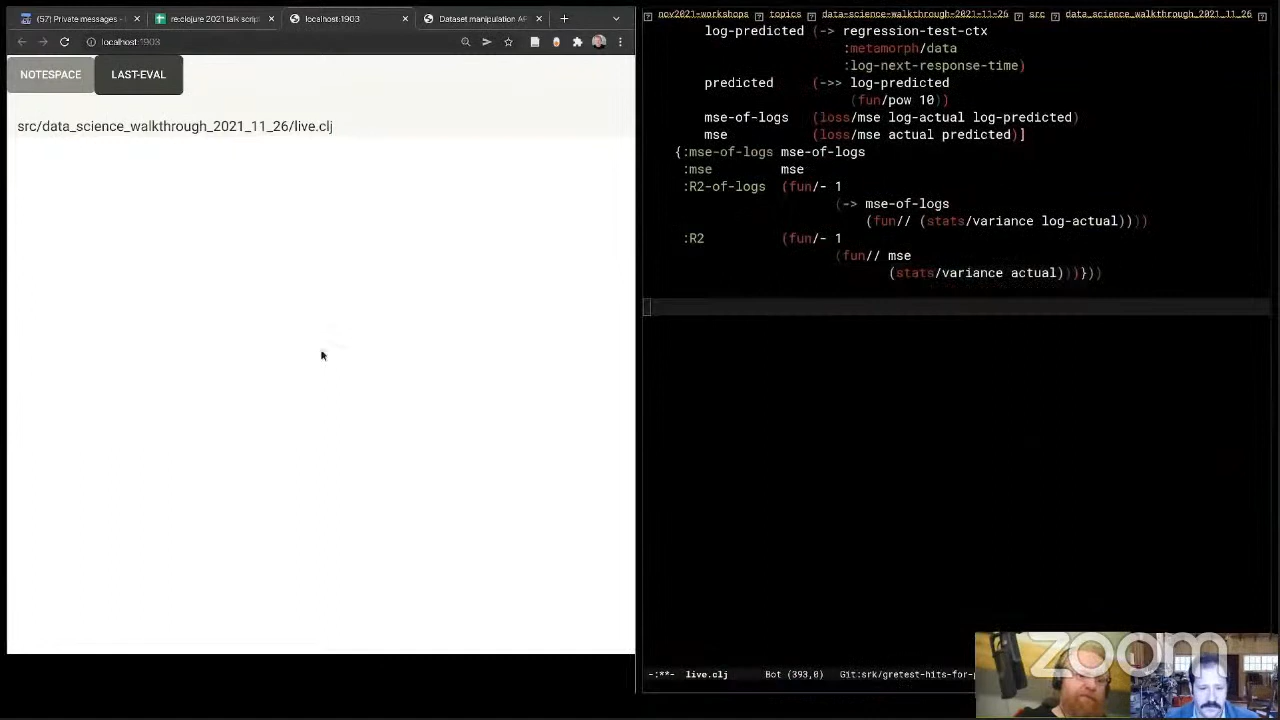 (57) Private messages -
re:clojure 2021 talk script
localhost:1903
Dataset manipulation AP
localhost:1903
NOTESPACE
LAST-EVAL
src/data_science_walkthrough_2021_11_26/live.clj
nov2021-workshops
topics
data-science-walkthrough-2021-11-26
src
data_science_walkthrough_2021_11_26
log-predicted (-> regression-test-ctx
:metamorph/data
:log-next-response-time)
predicted (->> log-predicted
(fun/pow 10))
mse-of-logs (loss/mse log-actual log-predicted)
mse (loss/mse actual predicted)]
{:mse-of-logs mse-of-logs
:mse mse
:R2-of-logs (fun/- 1
(-> mse-of-logs
(fun// (stats/variance log-actual))))
:R2 (fun/- 1
(fun// mse
(stats/variance actual)))}))
-:**- live.clj Bot (393,0) Git:srk/gretest-hits-for-
zoom